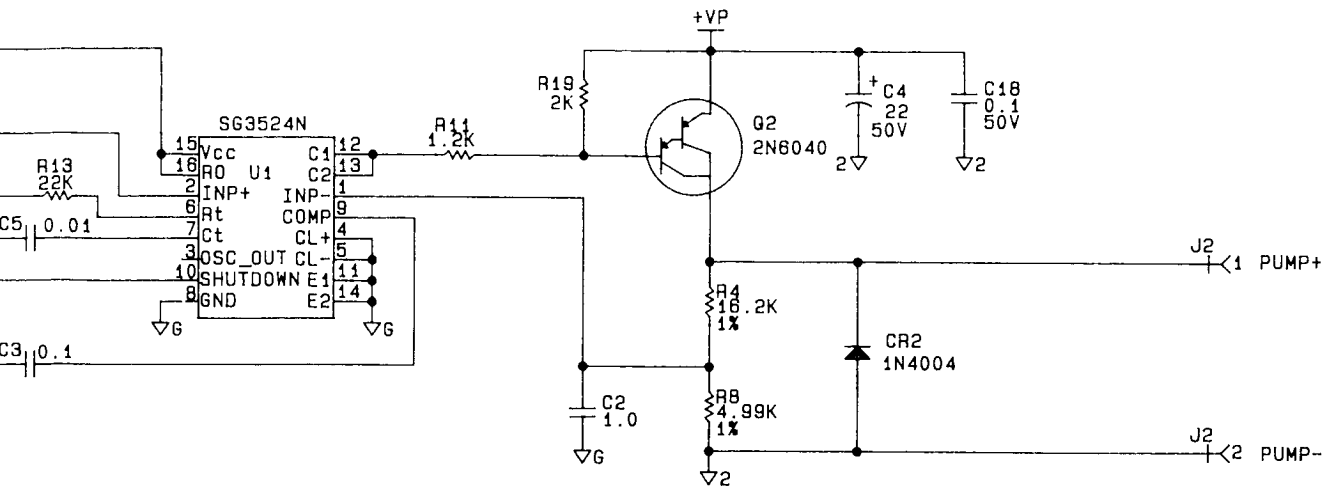 +VP
R19
2K
C4
+
22
50V
C18
0.1
50V
SG3524N
R11
1.2K
Q2
2N6040
2
2
R13
22K
C5 0.01
15 Vcc
16 RO
U1
2 INP+
6 Rt
7 Ct
3 OSC_OUT
10 SHUTDOWN
8 GND
C1 12
C2 13
INP- 1
COMP 9
CL+ 4
CL- 5
E1 11
E2 14
G
G
C3 0.1
J2
1 PUMP+
R4
16.2K
1%
CR2
1N4004
C2
1.0
R8
4.99K
1%
G
2
J2
2 PUMP-